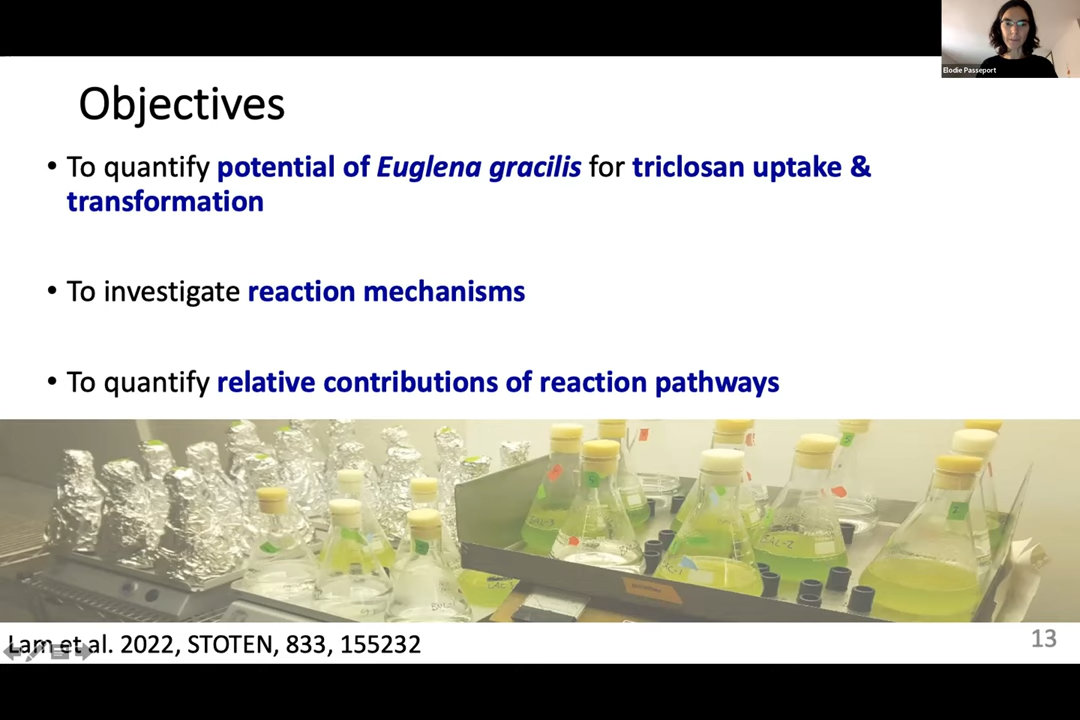 Elodie Passeport
Objectives
• To quantify potential of Euglena gracilis for triclosan uptake &
transformation
• To investigate reaction mechanisms
• To quantify relative contributions of reaction pathways
Lam et al. 2022, STOTEN, 833, 155232
13